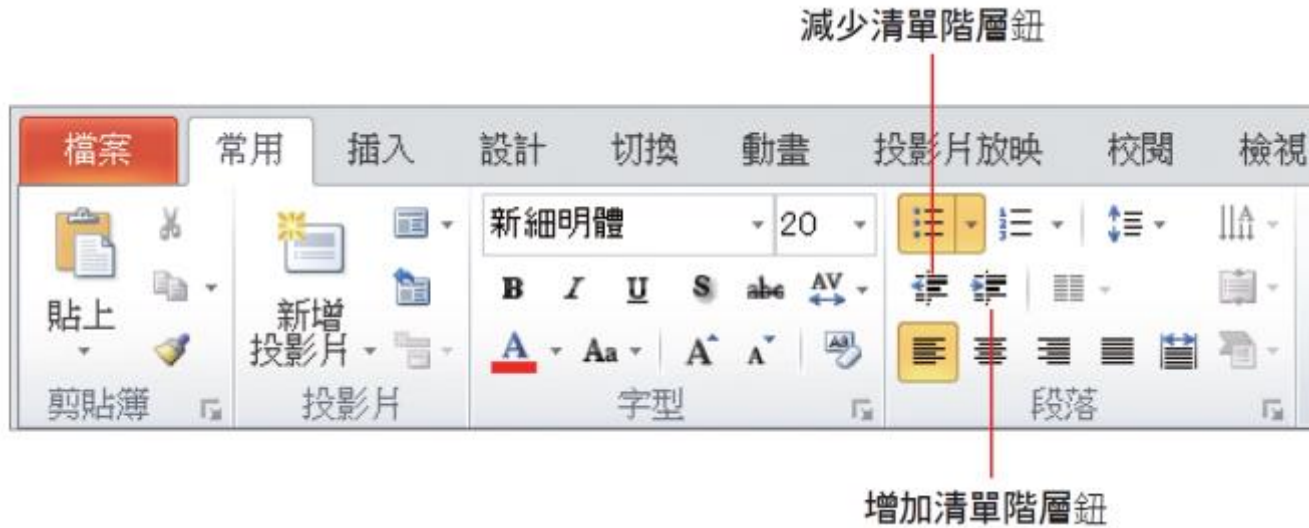 減少清單階層鈕
檔案 常用 插入 設計 切換 動畫 投影片放映 校閱 檢視
新細明體 20
B I U S abc AV
貼上 新增
投影片
A Aa A A
剪貼簿 投影片 字型 段落
增加清單階層鈕